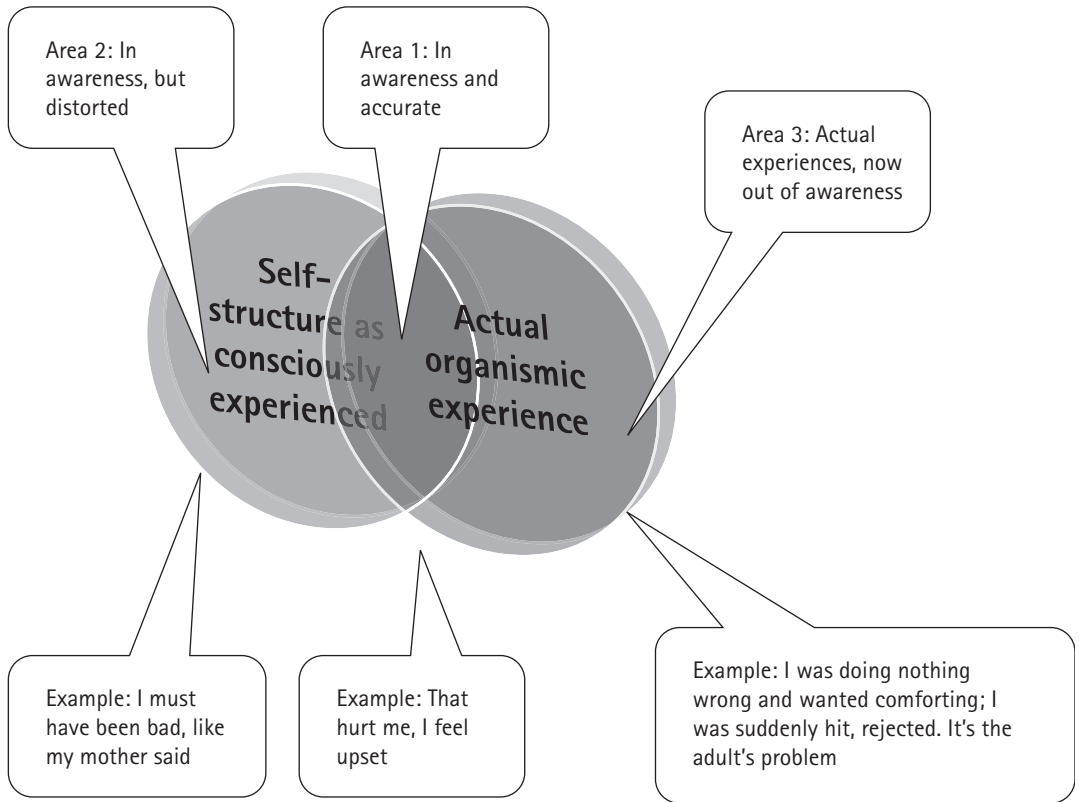 Area 2: In
awareness, but
distorted
Area 1: In
awareness and
accurate
Area 3: Actual
experiences, now
out of awareness
Self-
structure as
consciously
experienced
Actual
organismic
experience
Example: I must
have been bad, like
my mother said
Example: That
hurt me, I feel
upset
Example: I was doing nothing
wrong and wanted comforting; I
was suddenly hit, rejected. It's the
adult's problem